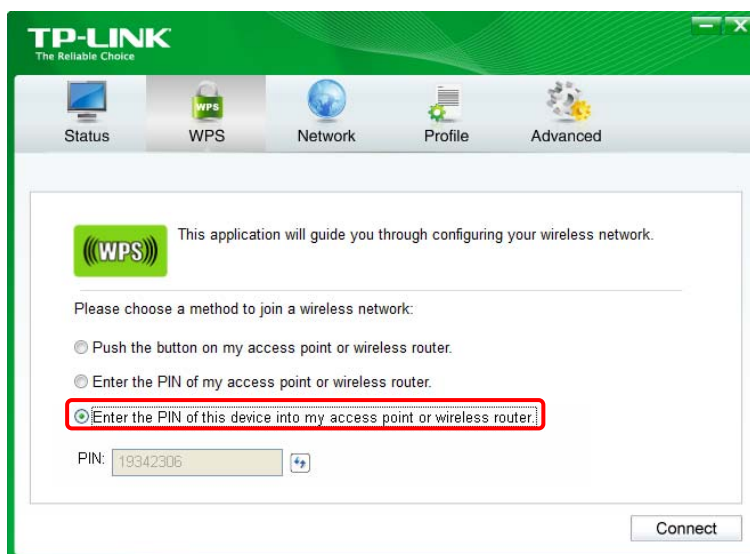 TP-LINK
The Reliable Choice
WPS
Status
WPS
Network
Profile
Advanced
(((WPS)))
This application will guide you through configuring your wireless network.
Please choose a method to join a wireless network:
Push the button on my access point or wireless router.
Enter the PIN of my access point or wireless router.
Enter the PIN of this device into my access point or wireless router.
PIN: 19342306
Connect